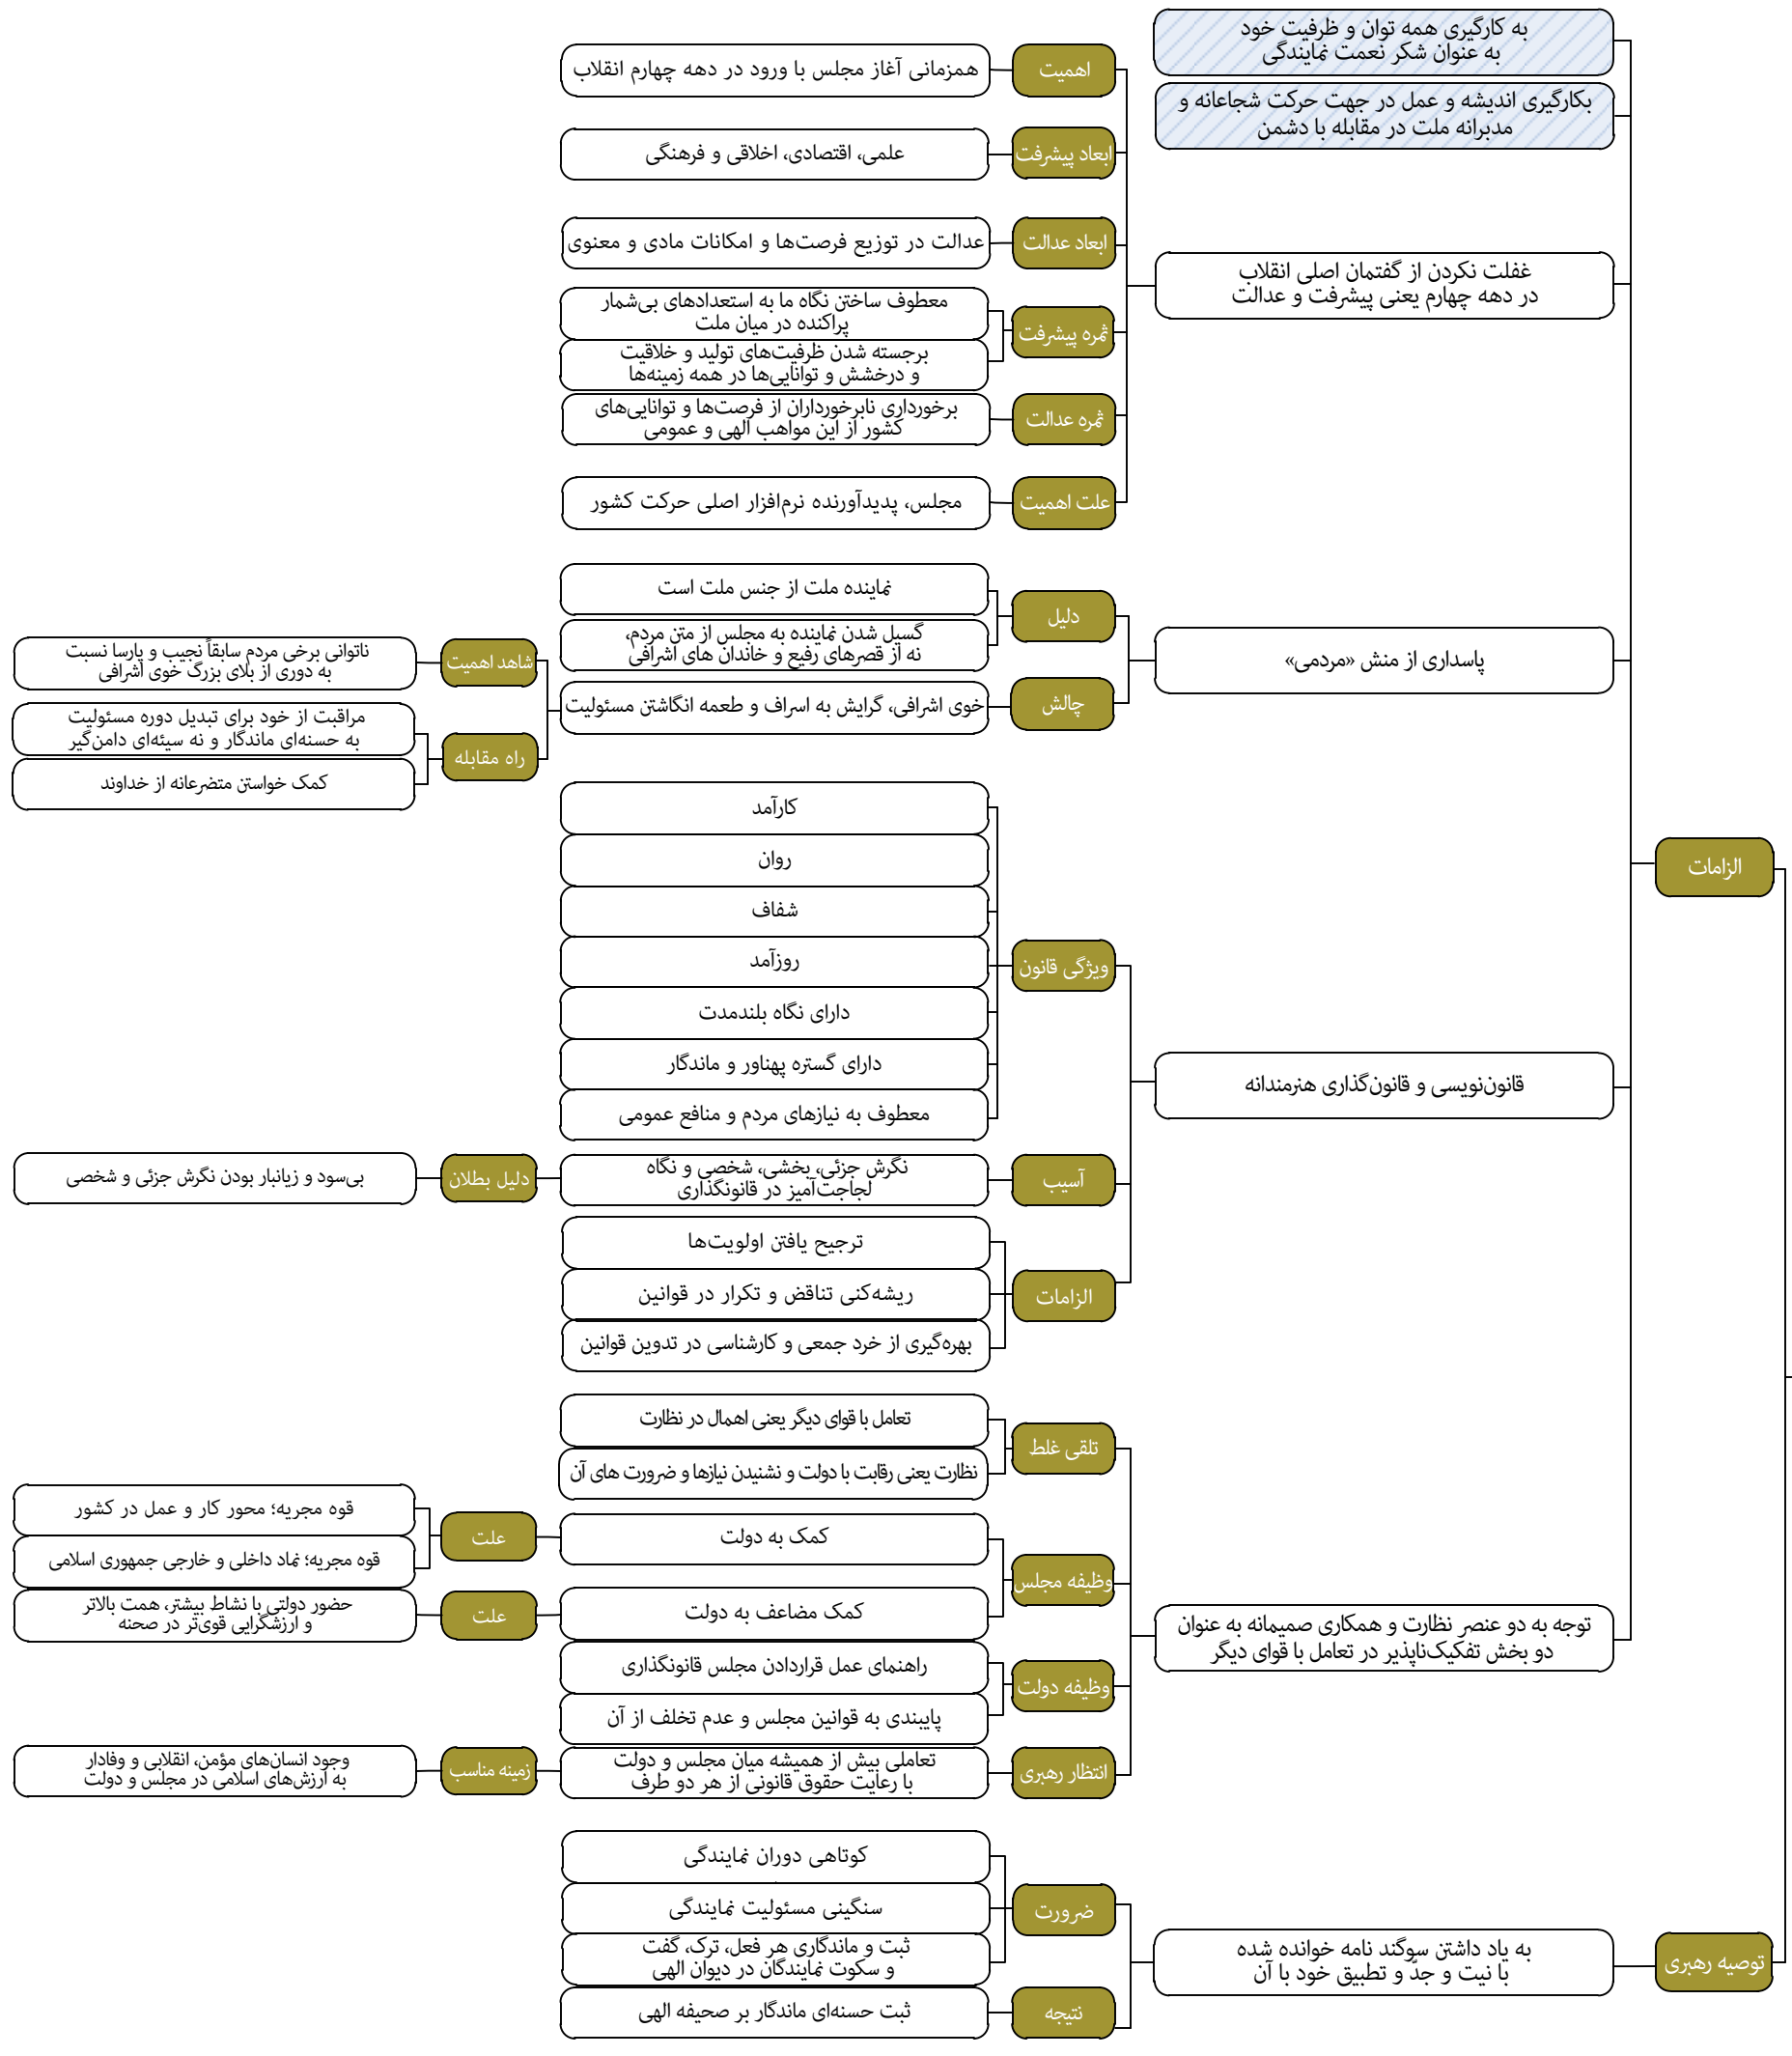 الزامات
به کارگیری همه توان و ظرفیت خود
به عنوان شکر نعمت نمایندگی
بکارگیری اندیشه و عمل در جهت حرکت شجاعانه و
مدبرانه ملت در مقابله با دشمن
غفلت نکردن از گفتمان اصلی انقلاب
در دهه چهارم یعنی پیشرفت و عدالت
اهمیت
همزمانی آغاز مجلس با ورود در دهه چهارم انقلاب
ابعاد پیشرفت
علمی، اقتصادی، اخلاقی و فرهنگی
ابعاد عدالت
عدالت در توزیع فرصت‌ها و امکانات مادی و معنوی
ثمره پیشرفت
معطوف ساختن نگاه ما به استعدادهای بی‌شمار
پراکنده در میان ملت
برجسته شدن ظرفیت‌های تولید و خلاقیت
و درخشش و توانایی‌ها در همه زمینه‌ها
ثمره عدالت
برخورداری نابرخورداران از فرصت‌ها و توانایی‌های
کشور از این مواهب الهی و عمومی
علت اهمیت
مجلس، پدیدآورنده نرم‌افزار اصلی حرکت کشور
پاسداری از منش «مردمی»
دلیل
نماینده ملت از جنس ملت است
گسیل شدن نماینده به مجلس از متن مردم،
نه از قصرهای رفیع و خاندان های اشرافی
چالش
خوی اشرافی، گرایش به اسراف و طعمه انگاشتن مسئولیت
شاهد اهمیت
ناتوانی برخی مردم سابقاً نجیب و پارسا نسبت
به دوری از بلای بزرگ خوی اشرافی
راه مقابله
مراقبت از خود برای تبدیل دوره مسئولیت
به حسنه‌ای ماندگار و نه سیئه‌ای دامن‌گیر
کمک خواستن متضرعانه از خداوند
قانون‌نویسی و قانون‌گذاری هنرمندانه
ویژگی قانون
کارآمد
روان
شفاف
روزآمد
دارای نگاه بلندمدت
دارای گستره پهناور و ماندگار
معطوف به نیازهای مردم و منافع عمومی
آسیب
نگرش جزئی، بخشی، شخصی و نگاه
لجاجت‌آمیز در قانونگذاری
دلیل بطلان
بی‌سود و زیانبار بودن نگرش جزئی و شخصی
الزامات
ترجیح یافتن اولویت‌ها
ریشه‌کنی تناقض و تکرار در قوانین
بهره‌گیری از خرد جمعی و کارشناسی در تدوین قوانین
توجه به دو عنصر نظارت و همکاری صمیمانه به عنوان
دو بخش تفکیک‌ناپذیر در تعامل با قوای دیگر
تلقی غلط
تعامل با قوای دیگر یعنی اهمال در نظارت
نظارت یعنی رقابت با دولت و نشنیدن نیازها و ضرورت های آن
وظیفه مجلس
کمک به دولت
علت
قوه مجریه؛ محور کار و عمل در کشور
قوه مجریه؛ نماد داخلی و خارجی جمهوری اسلامی
کمک مضاعف به دولت
علت
حضور دولتی با نشاط بیشتر، همت بالاتر
و ارزشگرایی قوی‌تر در صحنه
وظیفه دولت
راهنمای عمل قراردادن مجلس قانونگذاری
پایبندی به قوانین مجلس و عدم تخلف از آن
انتظار رهبری
تعاملی بیش از همیشه میان مجلس و دولت
با رعایت حقوق قانونی از هر دو طرف
زمینه مناسب
وجود انسان‌های مؤمن، انقلابی و وفادار
به ارزش‌های اسلامی در مجلس و دولت
توصیه رهبری
به یاد داشتن سوگند نامه خوانده شده
با نیت و جدّ و تطبیق خود با آن
ضرورت
کوتاهی دوران نمایندگی
سنگینی مسئولیت نمایندگی
ثبت و ماندگاری هر فعل، ترک، گفت
و سکوت نمایندگان در دیوان الهی
نتیجه
ثبت حسنه‌ای ماندگار بر صحیفه الهی